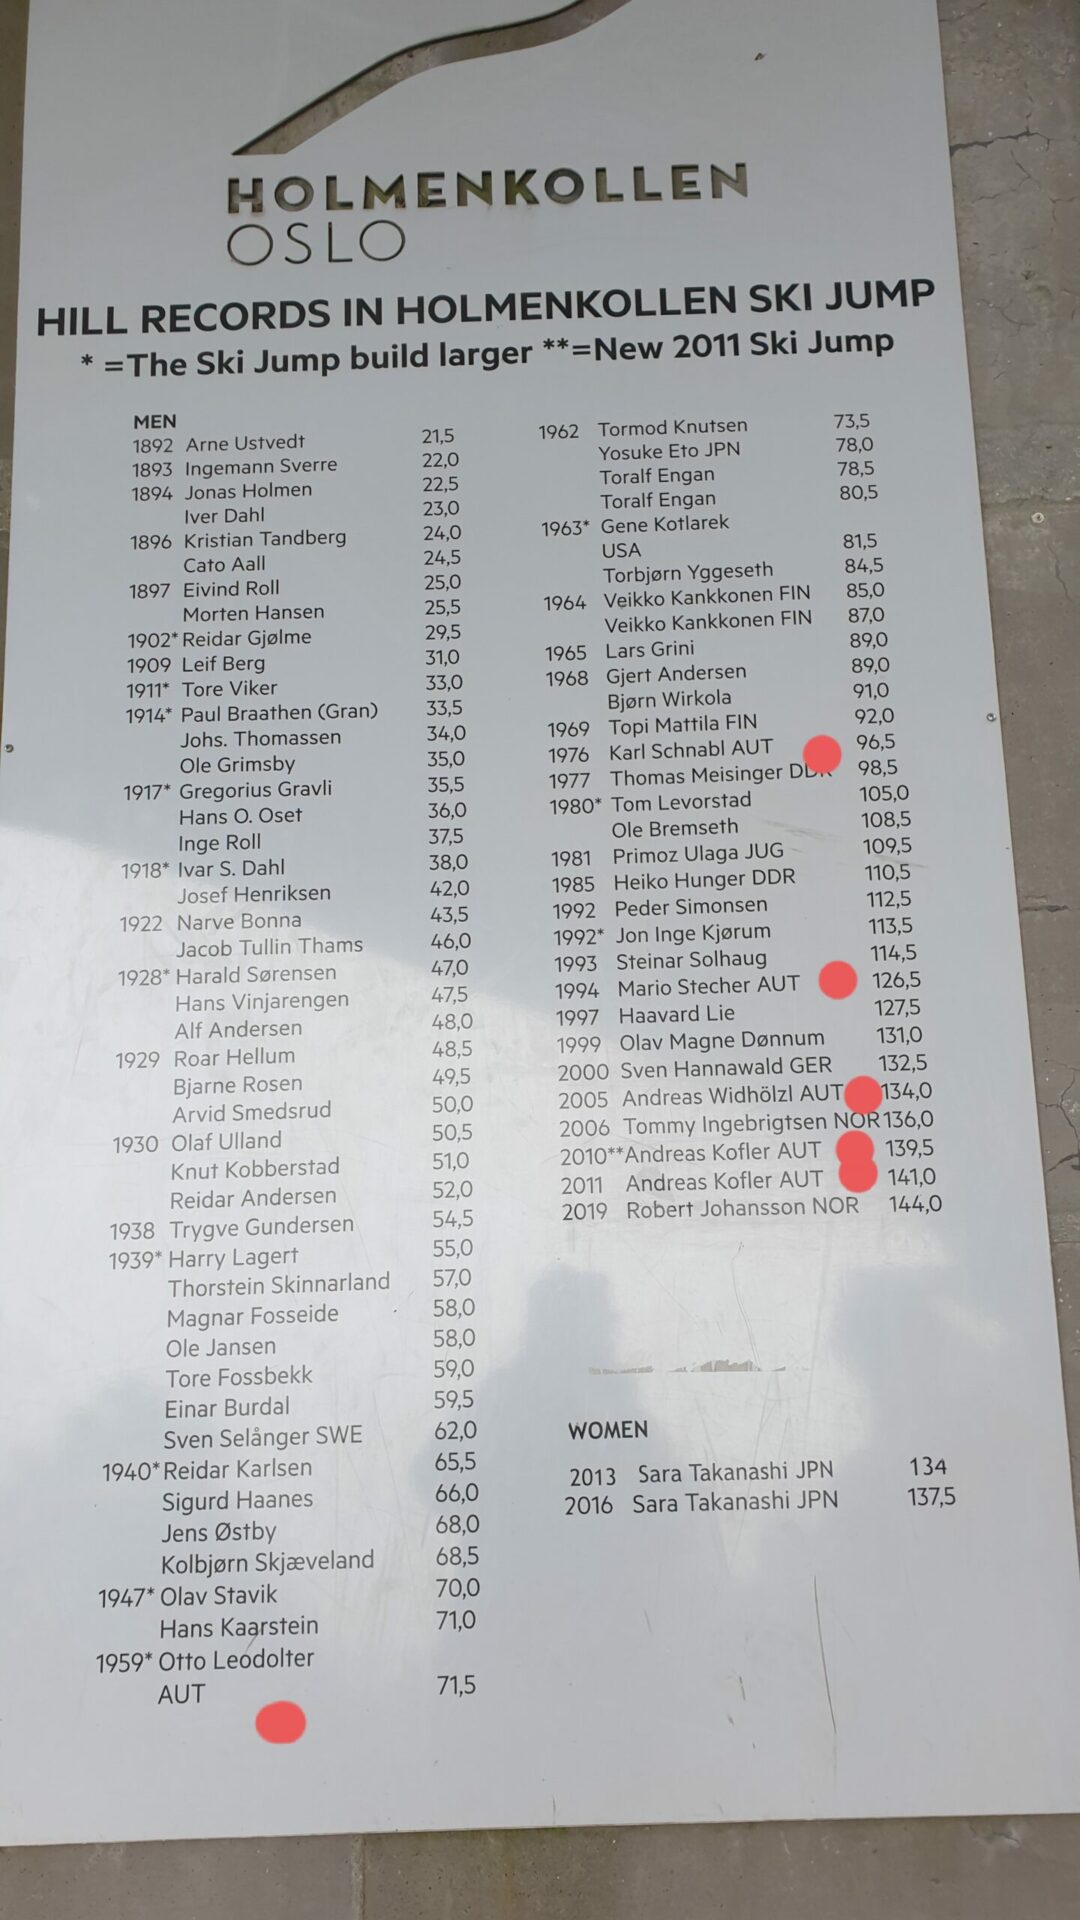 HOLMENKOLLEN
OSLO
HILL RECORDS IN HOLMENKOLLEN SKI JUMP
* =The Ski Jump build larger **=New 2011 Ski Jump
MEN
1892 Arne Ustvedt 21,5
1893 Ingemann Sverre 22,0
1894 Jonas Holmen 22,5
Iver Dahl 23,0
1896 Kristian Tandberg 24,0
Cato Aall 24,5
1897 Eivind Roll 25,0
Morten Hansen 25,5
1902* Reidar Gjølme 29,5
1909 Leif Berg 31,0
1911* Tore Viker 33,0
1914* Paul Braathen (Gran) 33,5
Johs. Thomassen 34,0
Ole Grimsby 35,0
1917* Gregorius Gravli 35,5
Hans O. Oset 36,0
Inge Roll 37,5
1918* Ivar S. Dahl 38,0
Josef Henriksen 42,0
1922 Narve Bonna 43,5
Jacob Tullin Thams 46,0
1928* Harald Sørensen 47,0
Hans Vinjarengen 47,5
Alf Andersen 48,0
1929 Roar Hellum 48,5
Bjarne Rosen 49,5
Arvid Smedsrud 50,0
1930 Olaf Ulland 50,5
Knut Kobberstad 51,0
Reidar Andersen 52,0
1938 Trygve Gundersen 54,5
1939* Harry Lagert 55,0
Thorstein Skinnarland 57,0
Magnar Fosseide 58,0
Ole Jansen 58,0
Tore Fossbekk 59,0
Einar Burdal 59,5
Sven Selånger SWE 62,0
1940* Reidar Karlsen 65,5
Sigurd Haanes 66,0
Jens Østby 68,0
Kolbjørn Skjæveland 68,5
1947* Olav Stavik 70,0
Hans Kaarstein 71,0
1959* Otto Leodolter
AUT 71,5
1962 Tormod Knutsen 73,5
Yosuke Eto JPN 78,0
Toralf Engan 78,5
Toralf Engan 80,5
1963* Gene Kotlarek
USA 81,5
Torbjørn Yggeseth 84,5
1964 Veikko Kankkonen FIN 85,0
Veikko Kankkonen FIN 87,0
1965 Lars Grini 89,0
1968 Gjert Andersen 89,0
Bjørn Wirkola 91,0
1969 Topi Mattila FIN 92,0
1976 Karl Schnabl AUT 96,5
1977 Thomas Meisinger DDR 98,5
1980* Tom Levorstad 105,0
Ole Bremseth 108,5
1981 Primoz Ulaga JUG 109,5
1985 Heiko Hunger DDR 110,5
1992 Peder Simonsen 112,5
1992* Jon Inge Kjørum 113,5
1993 Steinar Solhaug 114,5
1994 Mario Stecher AUT 126,5
1997 Haavard Lie 127,5
1999 Olav Magne Dønnum 131,0
2000 Sven Hannawald GER 132,5
2005 Andreas Widhölzl AUT 134,0
2006 Tommy Ingebrigtsen NOR 136,0
2010** Andreas Kofler AUT 139,5
2011 Andreas Kofler AUT 141,0
2019 Robert Johansson NOR 144,0
WOMEN
2013 Sara Takanashi JPN 134
2016 Sara Takanashi JPN 137,5